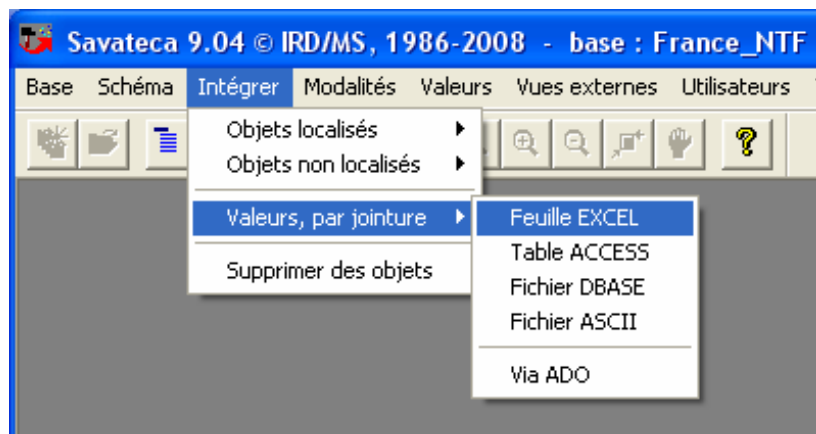 Savateca 9.04 © IRD/MS, 1986-2008 - base : France_NTF
Base Schéma Intégrer Modalités Valeurs Vues externes Utilisateurs
Objets localisés
Objets non localisés
Valeurs, par jointure
Supprimer des objets
Feuille EXCEL
Table ACCESS
Fichier DBASE
Fichier ASCII
Via ADO